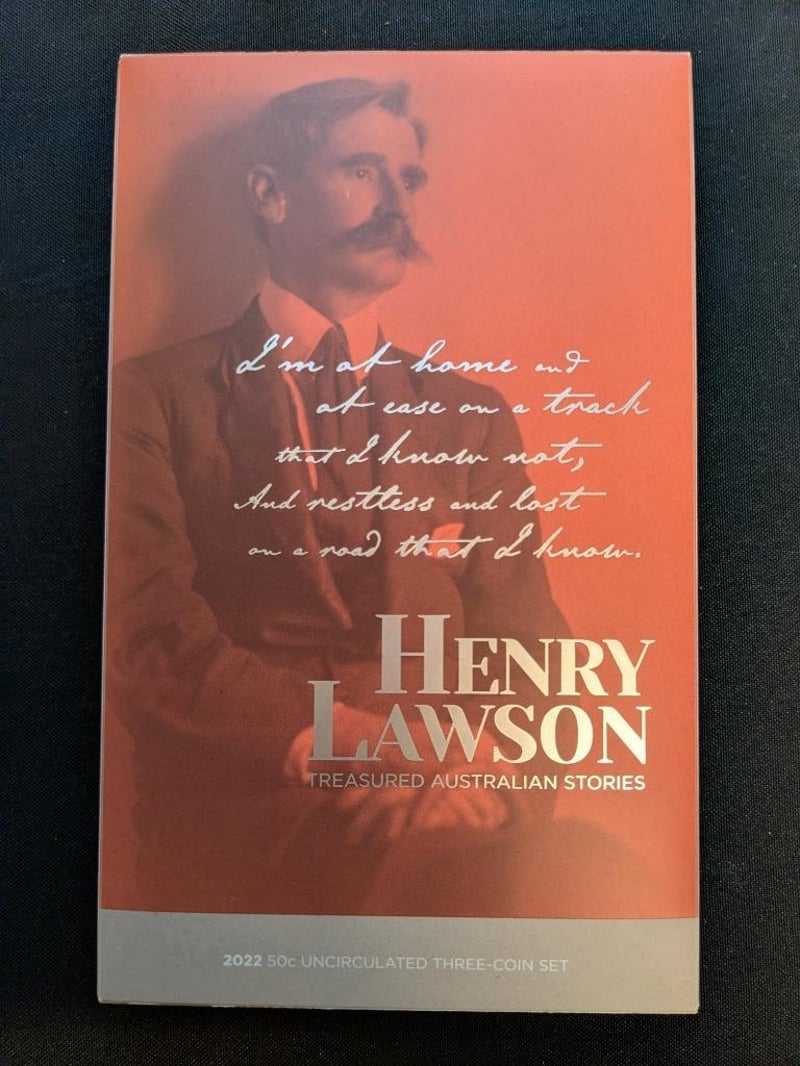 I'm at home and
at ease on a track
that I know not,
And restless and lost
on a road that I know.
HENRY
LAWSON
TREASURED AUSTRALIAN STORIES
2022 50c UNCIRCULATED THREE-COIN SET